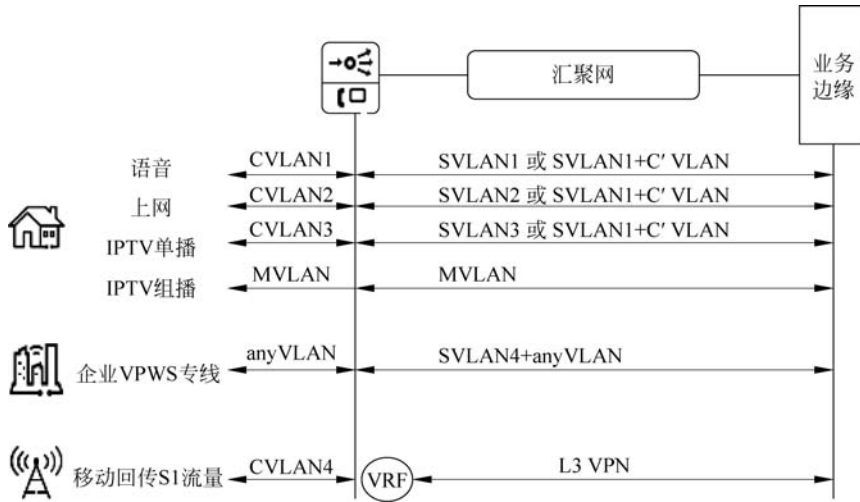 汇聚网
业务
边缘
语音
CVLAN1
SVLAN1 或 SVLAN1+C′ VLAN
上网
CVLAN2
SVLAN2 或 SVLAN1+C′ VLAN
IPTV单播
CVLAN3
SVLAN3 或 SVLAN1+C′ VLAN
IPTV组播
MVLAN
MVLAN
企业VPWS专线
anyVLAN
SVLAN4+anyVLAN
移动回传S1流量
CVLAN4
VRF
L3 VPN